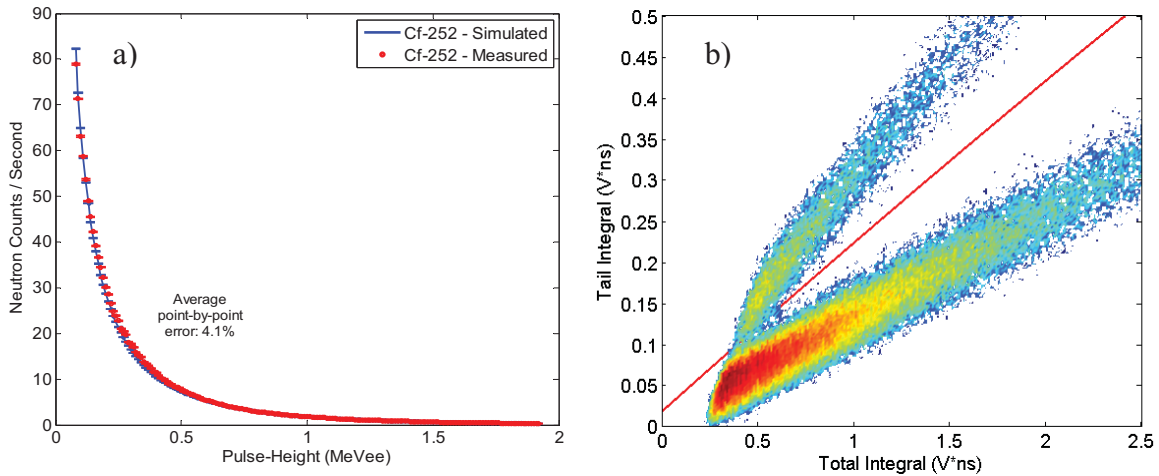 90
80
70
60
50
40
30
20
10
0
Neutron Counts / Second
a)
Cf-252 - Simulated
Cf-252 - Measured
Average
point-by-point
error: 4.1%
0 0.5 1 1.5 2
Pulse-Height (MeVee)
0.5
0.45
0.4
0.35
0.3
0.25
0.2
0.15
0.1
0.05
0
Tail Integral (V*ns)
b)
0 0.5 1 1.5 2 2.5
Total Integral (V*ns)